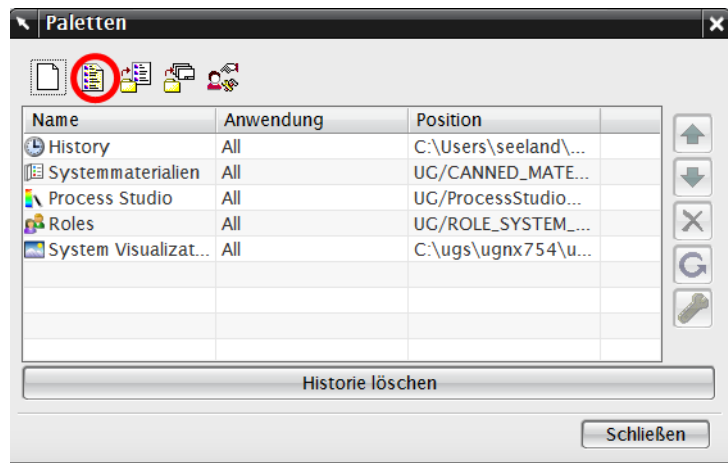 Paletten
Name Anwendung Position
History All C:\Users\seeland\...
Systemmaterialien All UG/CANNED_MATE...
Process Studio All UG/ProcessStudio...
Roles All UG/ROLE_SYSTEM_...
System Visualizat... All C:\ugs\ugnx754\u...
Historie löschen
Schließen